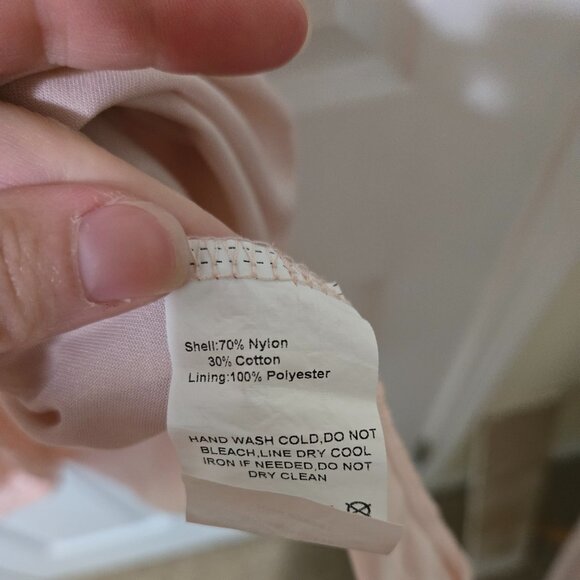 Shell:70% Nylon
30% Cotton
Lining:100% Polyester
HAND WASH COLD,DO NOT
BLEACH,LINE DRY COOL
IRON IF NEEDED,DO NOT
DRY CLEAN